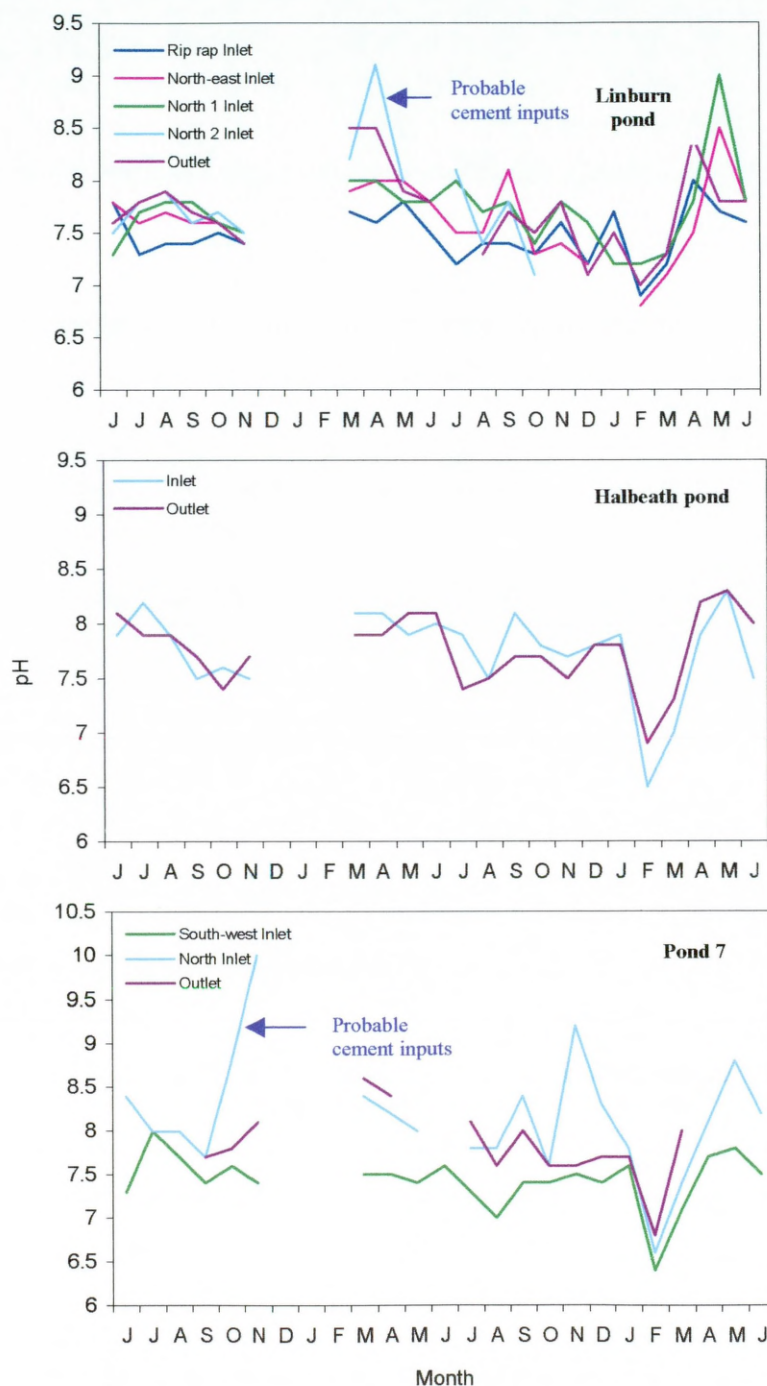 9.5
9
8.5
8
7.5
7
6.5
6
Rip rap Inlet
North-east Inlet
North 1 Inlet
North 2 Inlet
Outlet
Probable
cement inputs
Linburn
pond
J J A S O N D J F M A M J J A S O N D J F M A M J
pH
9.5
9
8.5
8
7.5
7
6.5
6
Inlet
Outlet
Halbeath pond
J J A S O N D J F M A M J J A S O N D J F M A M J
10.5
10
9.5
9
8.5
8
7.5
7
6.5
6
South-west Inlet
North Inlet
Outlet
Probable
cement inputs
Pond 7
J J A S O N D J F M A M J J A S O N D J F M A M J
Month